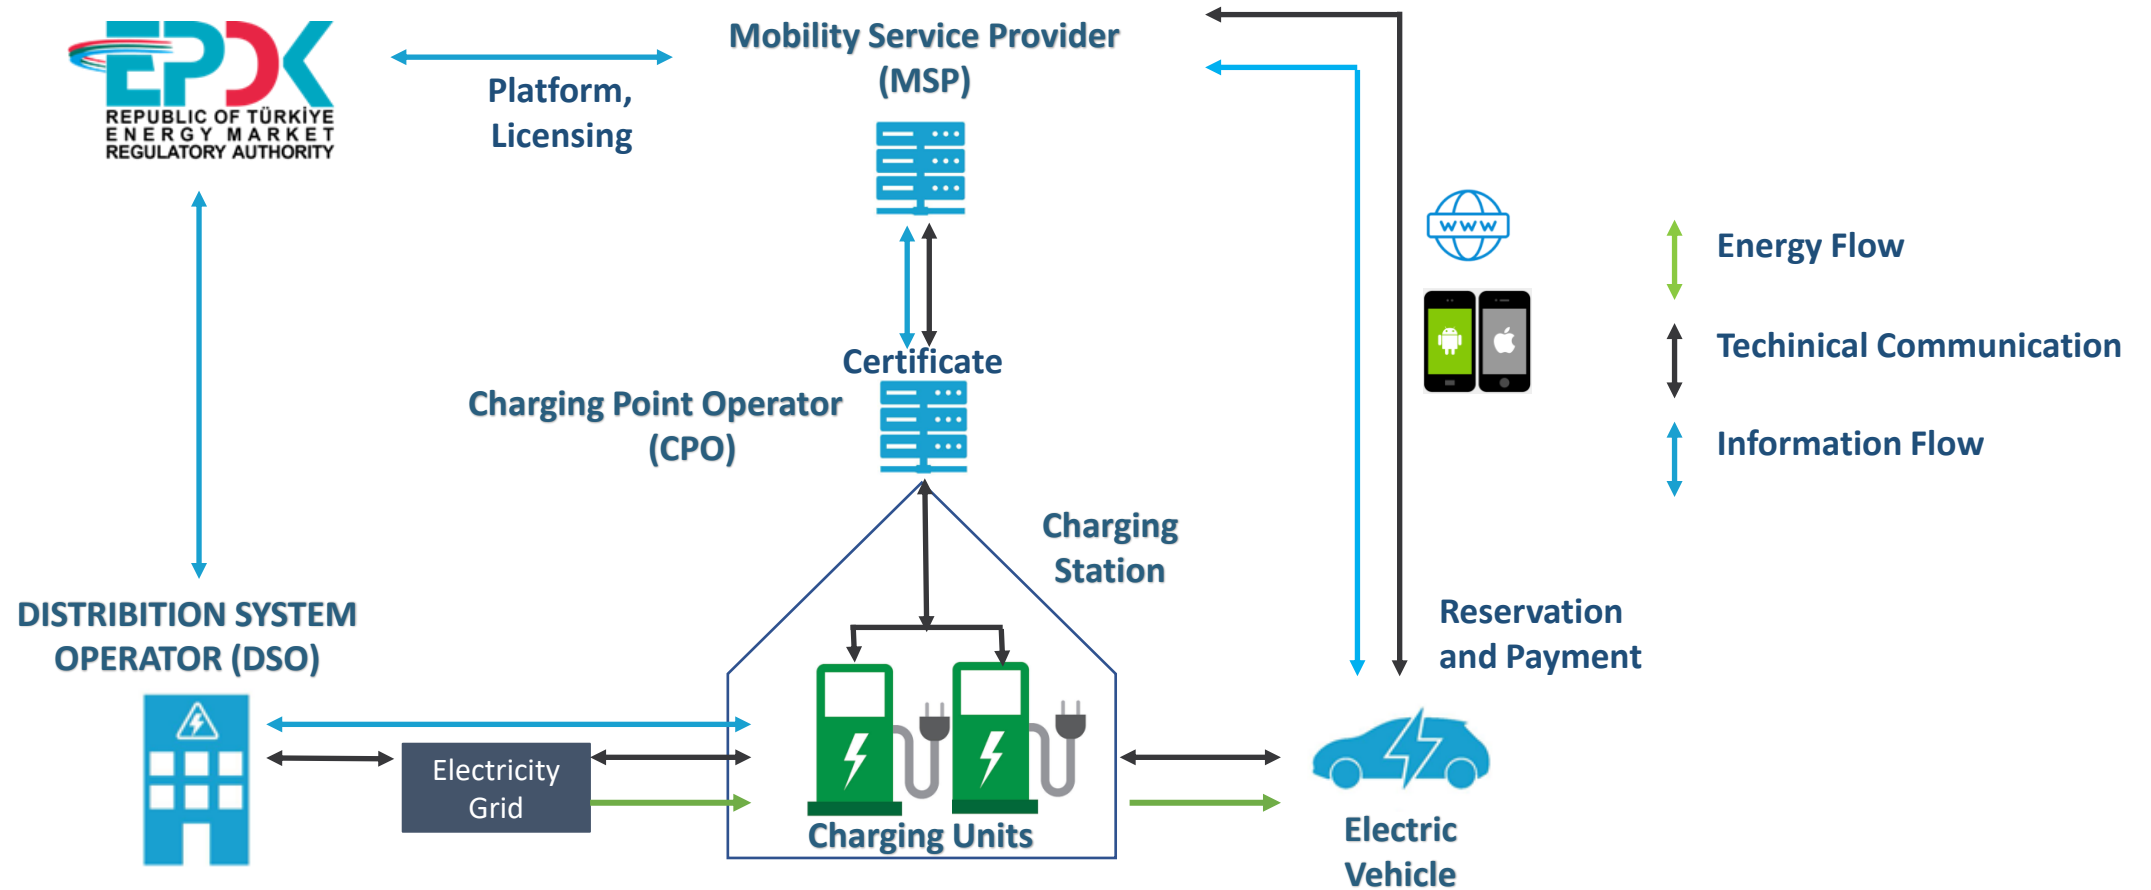 EPDK
REPUBLIC OF TÜRKİYE
ENERGY MARKET
REGULATORY AUTHORITY
Platform,
Licensing
Mobility Service Provider
(MSP)
www
Energy Flow
Techinical Communication
Information Flow
Certificate
Charging Point Operator
(CPO)
Charging
Station
DISTRIBITION SYSTEM
OPERATOR (DSO)
Reservation
and Payment
Electricity
Grid
Charging Units
Electric
Vehicle